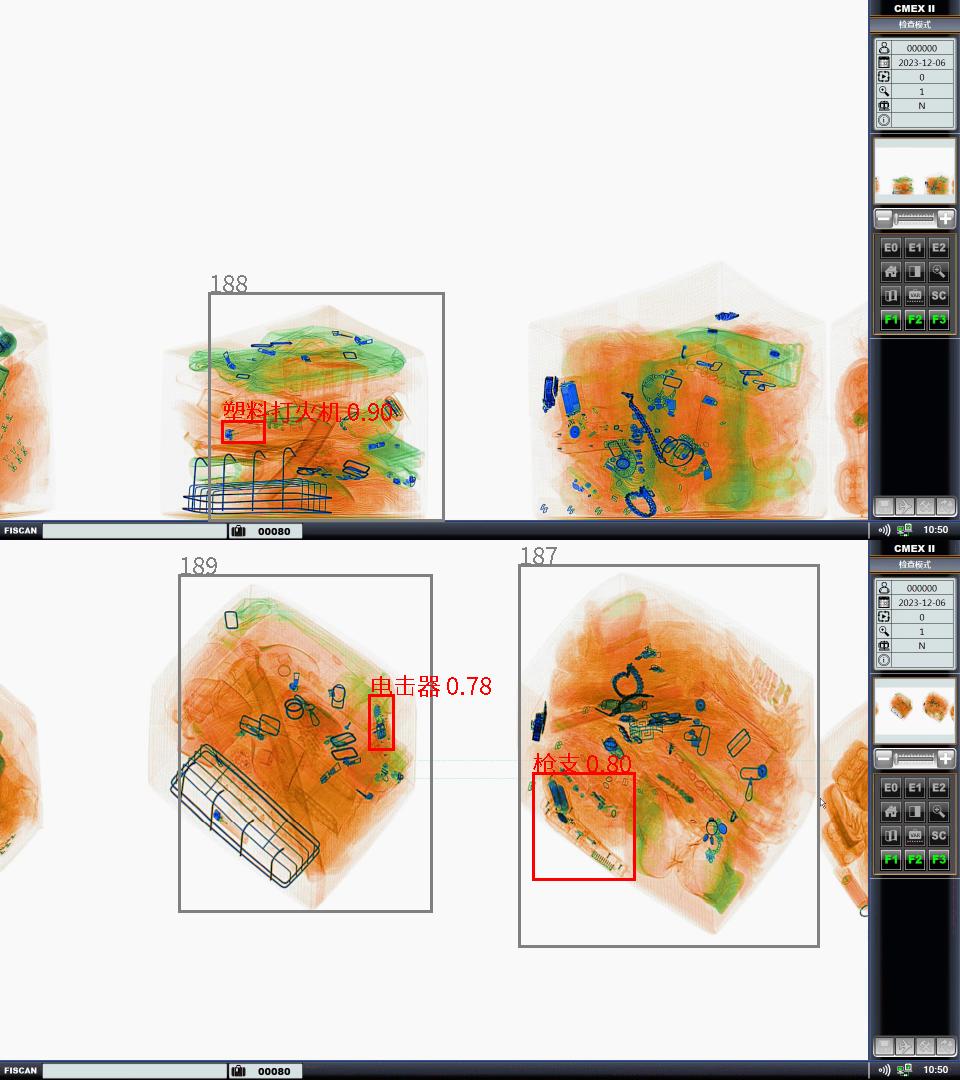 CMEX II
检查模式
000000
2023-12-06
0
1
N
E0 E1 E2
VAR SC
F1 F2 F3
188
塑料打火机 0.90
FISCAN
00080
10:50
CMEX II
检查模式
000000
2023-12-06
0
1
N
E0 E1 E2
VAR SC
F1 F2 F3
189
187
电击器 0.78
枪支 0.80
FISCAN
00080
10:50